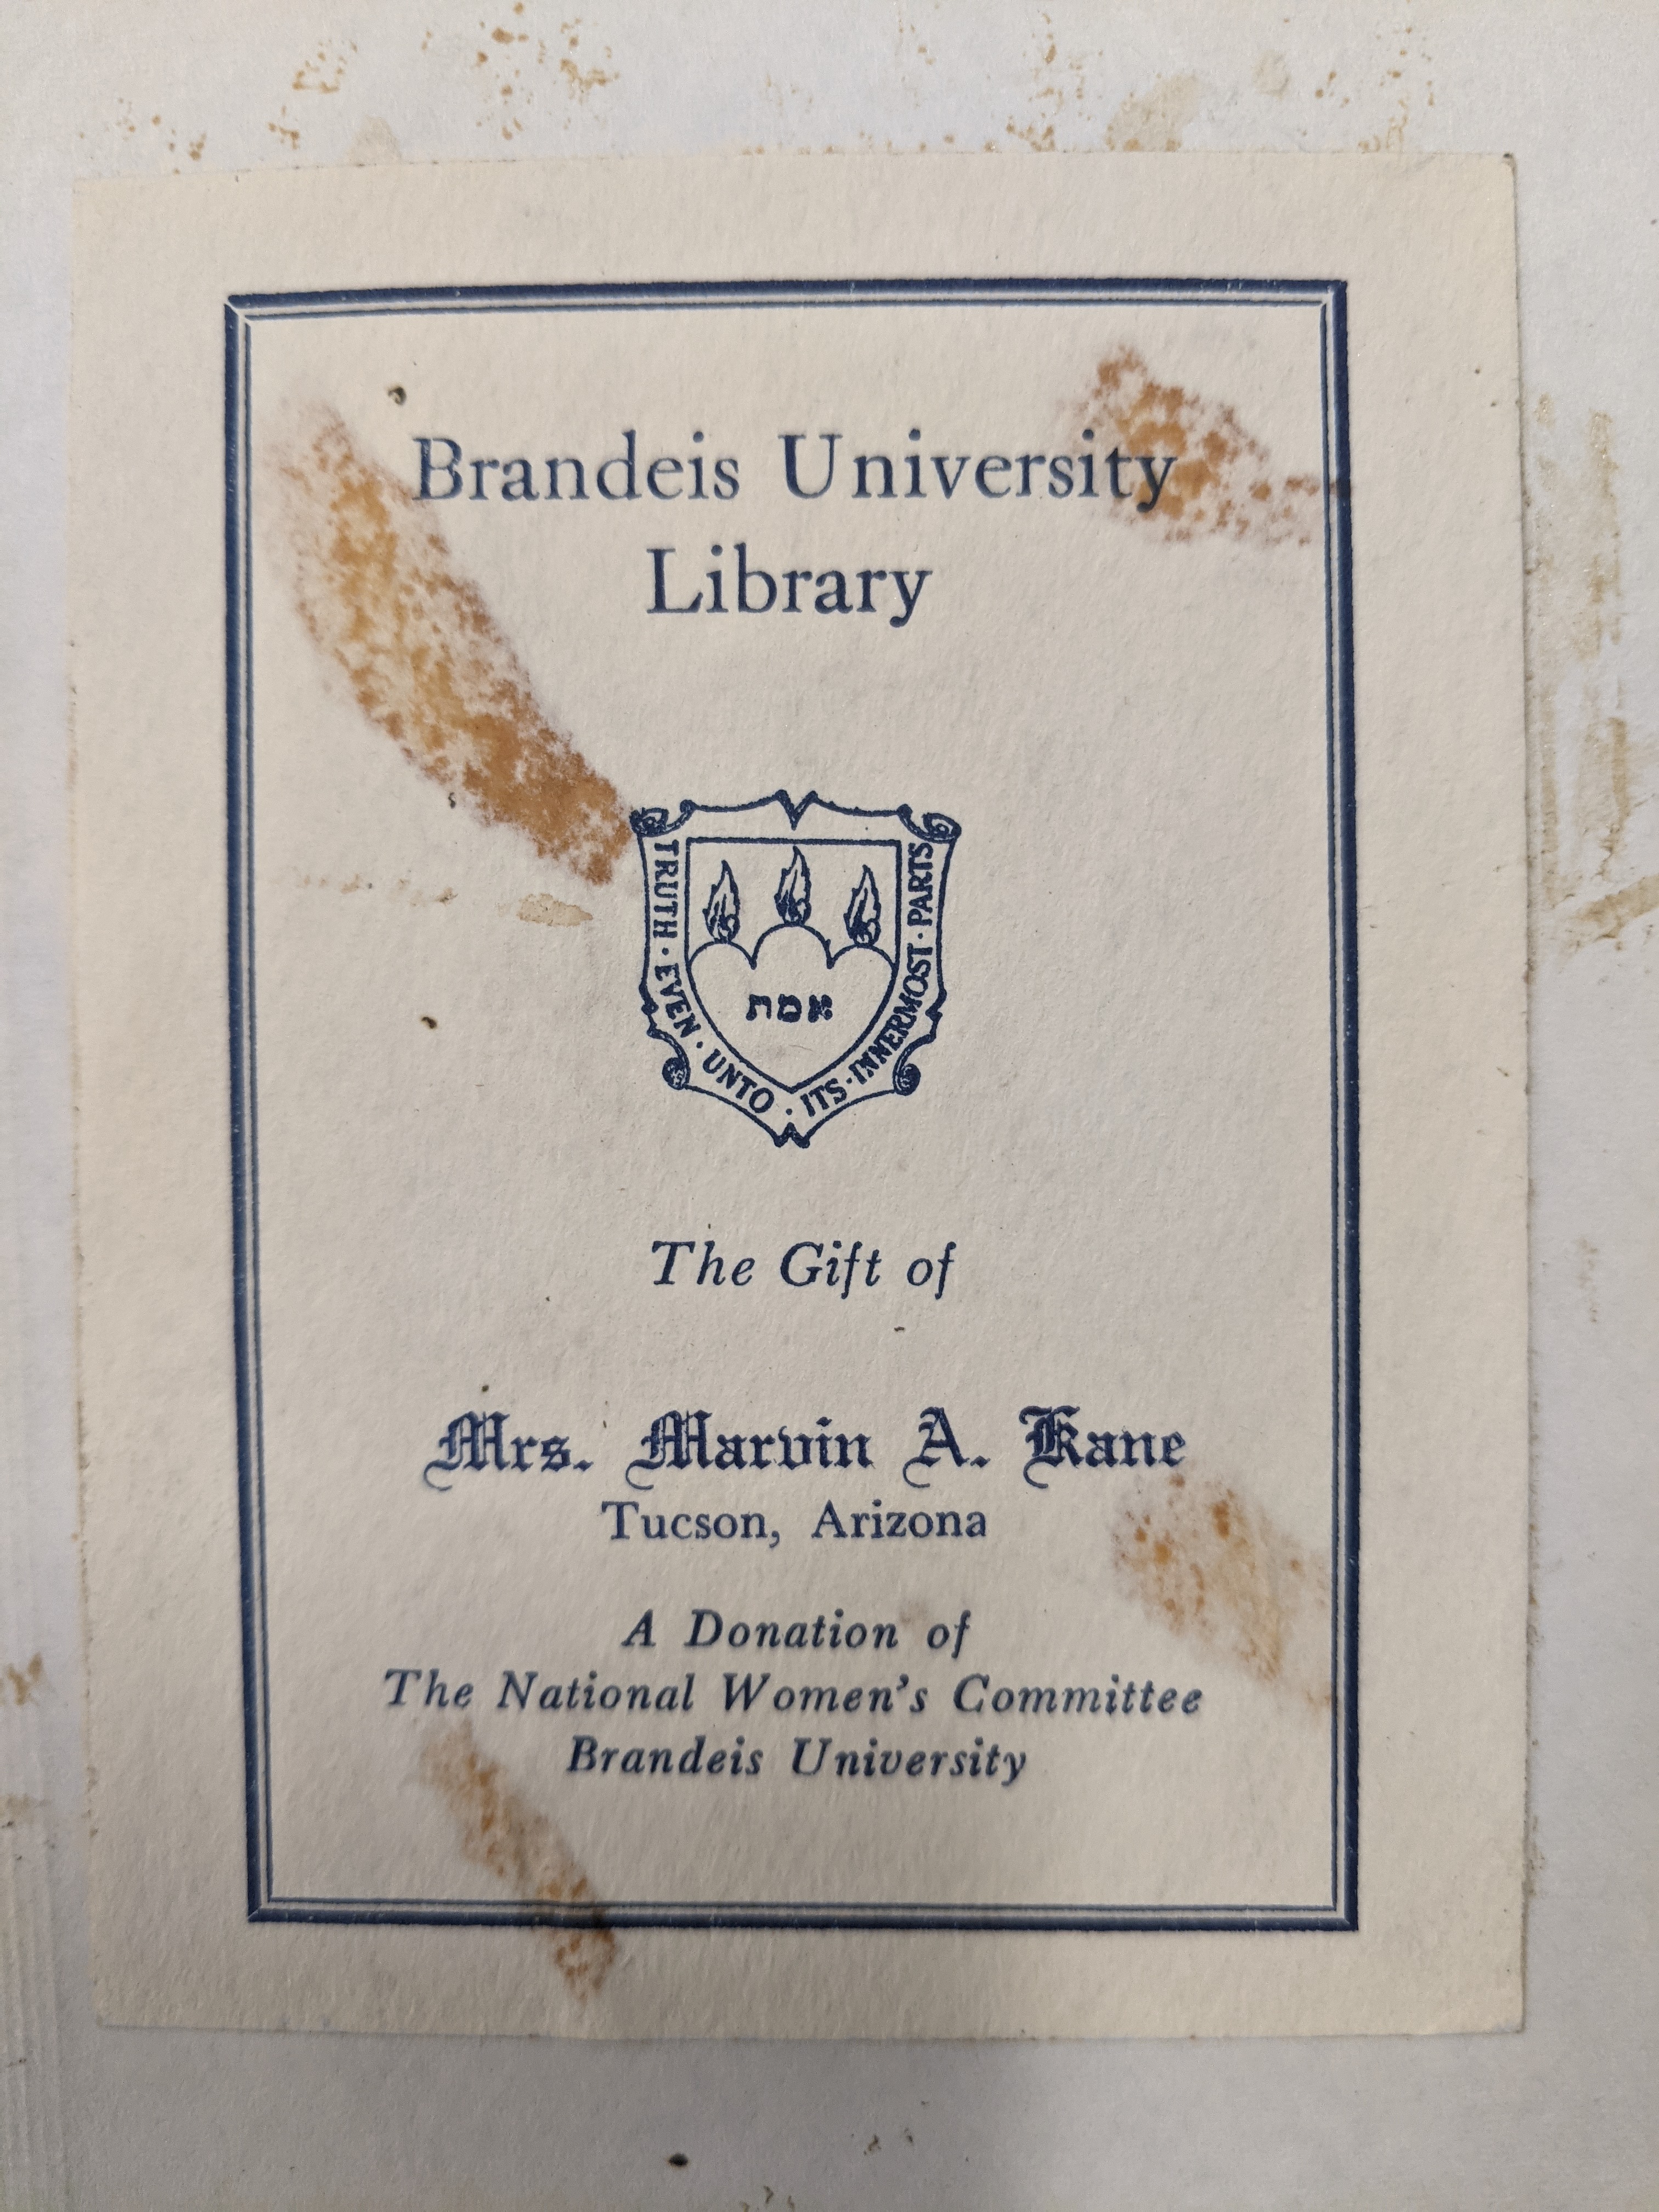 Brandeis University
Library
TRUTH · EVEN · UNTO · ITS · INNERMOST · PARTS
אמת
The Gift of
Mrs. Marvin A. Kane
Tucson, Arizona
A Donation of
The National Women's Committee
Brandeis University